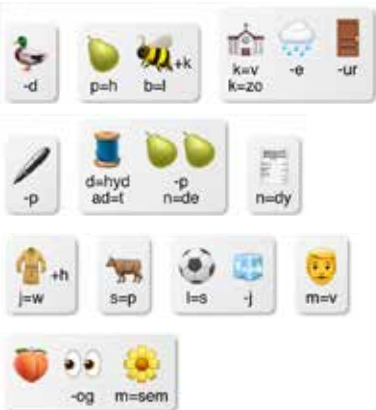 -d p=h b=l +k k=v -e -ur
k=zo
-p d=hyd -p n=dy
ad=t n=de
+h
j=w s=p l=s -j m=v
-og m=sem